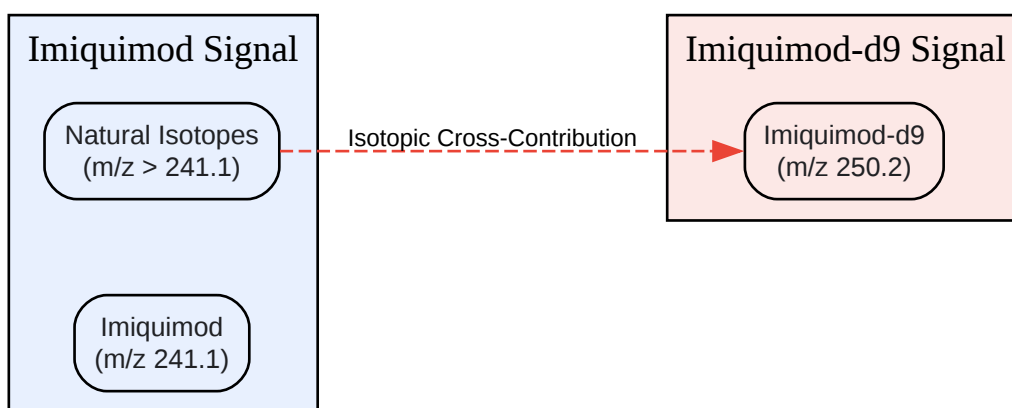 Imiquimod Signal
Natural Isotopes
(m/z > 241.1)
Imiquimod
(m/z 241.1)
Isotopic Cross-Contribution
Imiquimod-d9 Signal
Imiquimod-d9
(m/z 250.2)